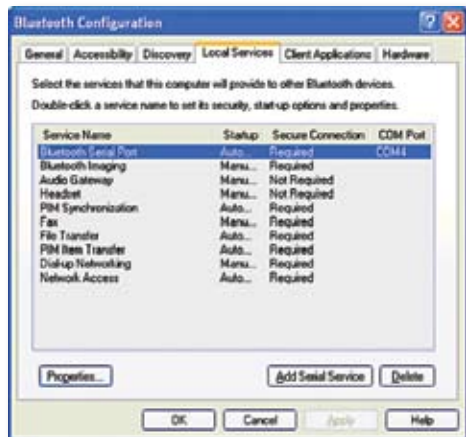 Bluetooth Configuration
General Accessibility Discovery Local Services Client Applications Hardware
Select the services that this computer will provide to other Bluetooth devices.
Double-click a service name to set its security, start-up options and properties.
Service Name Startup Secure Connection COM Port
Bluetooth Serial Port Auto... Required COM4
Bluetooth Imaging Manu... Required
Audio Gateway Manu... Not Required
Headset Manu... Not Required
PIM Synchronization Auto... Required
Fax Manu... Required
File Transfer Auto... Required
PIM Item Transfer Auto... Required
Dial-up Networking Manu... Required
Network Access Auto... Required
Properties... Add Serial Service Delete
OK Cancel Apply Help